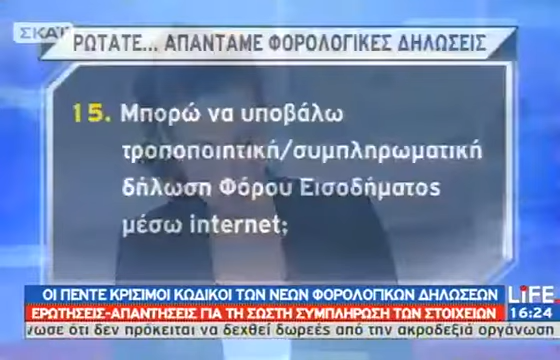 ΣΚΑΪ
ΡΩΤΑΤΕ... ΑΠΑΝΤΑΜΕ ΦΟΡΟΛΟΓΙΚΕΣ ΔΗΛΩΣΕΙΣ
15. Μπορώ να υποβάλω
τροποποιητική/συμπληρωματική
δήλωση Φόρου Εισοδήματος
μέσω internet;
ΟΙ ΠΕΝΤΕ ΚΡΙΣΙΜΟΙ ΚΩΔΙΚΟΙ ΤΩΝ ΝΕΩΝ ΦΟΡΟΛΟΓΙΚΩΝ ΔΗΛΩΣΕΩΝ
LiFE
ΕΡΩΤΗΣΕΙΣ-ΑΠΑΝΤΗΣΕΙΣ ΓΙΑ ΤΗ ΣΩΣΤΗ ΣΥΜΠΛΗΡΩΣΗ ΤΩΝ ΣΤΟΙΧΕΙΩΝ
16:24
νωσε ότι δεν πρόκειται να δεχθεί δωρεές από την ακροδεξιά οργάνωση